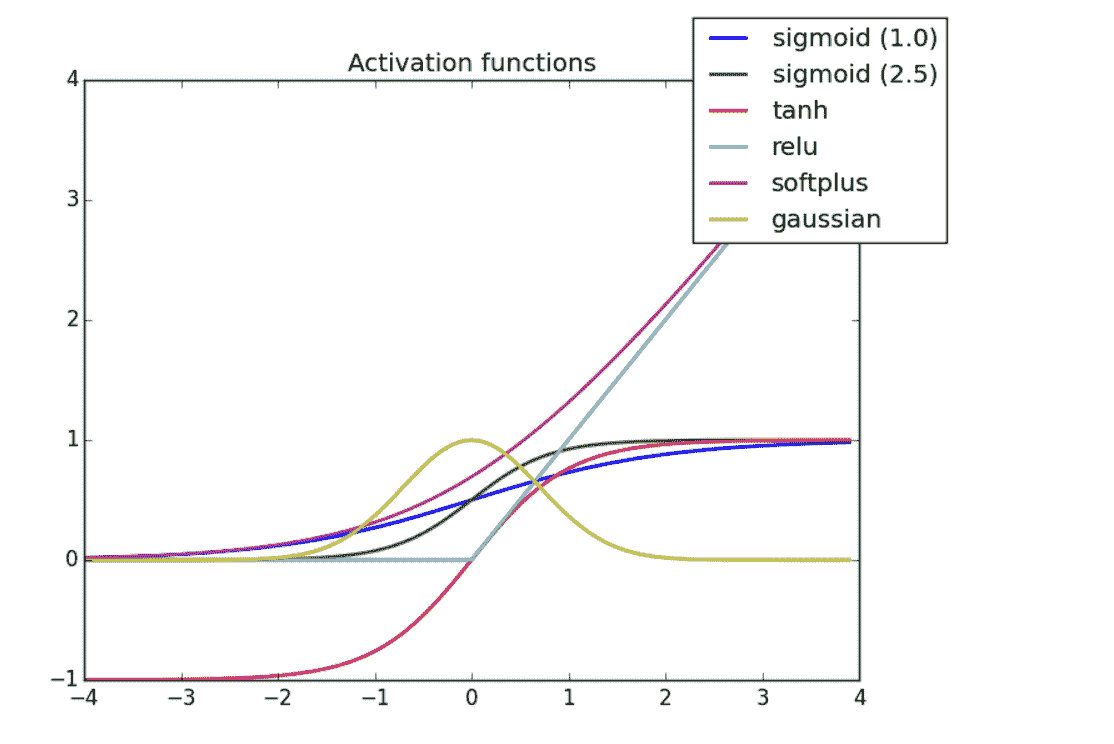 Activation functions
sigmoid (1.0)
sigmoid (2.5)
tanh
relu
softplus
gaussian
4
3
2
1
0
−1
−4 −3 −2 −1 0 1 2 3 4